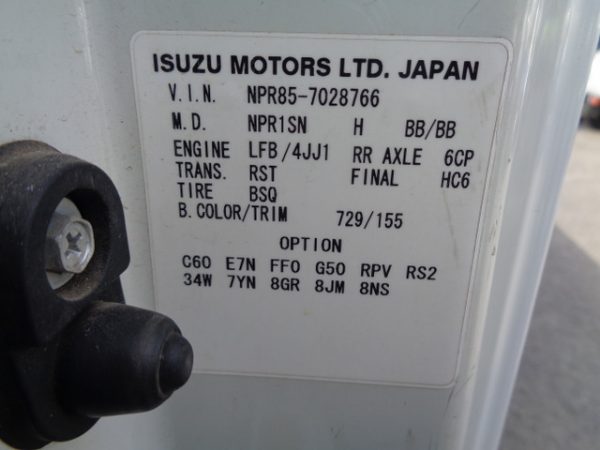 ISUZU MOTORS LTD. JAPAN
V.I.N. NPR85-7028766
M.D. NPR1SN H BB/BB
ENGINE LFB/4JJ1 RR AXLE 6CP
TRANS. RST FINAL HC6
TIRE BSQ
B.COLOR/TRIM 729/155
OPTION
C60 E7N FF0 G50 RPV RS2
34W 7YN 8GR 8JM 8NS